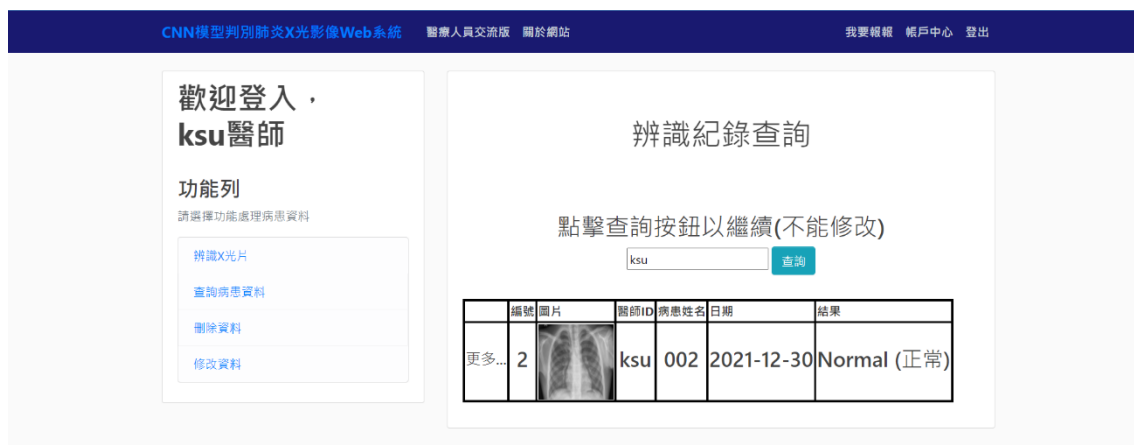 CNN模型判別肺炎X光影像Web系統 醫療人員交流版 關於網站 我要報報 帳戶中心 登出
歡迎登入，
ksu醫師
功能列
請選擇功能處理病患資料
辨識X光片
查詢病患資料
刪除資料
修改資料
辨識紀錄查詢
點擊查詢按鈕以繼續(不能修改)
ksu 查詢
編號 圖片 醫師ID 病患姓名 日期 結果
更多... 2 ksu 002 2021-12-30 Normal (正常)